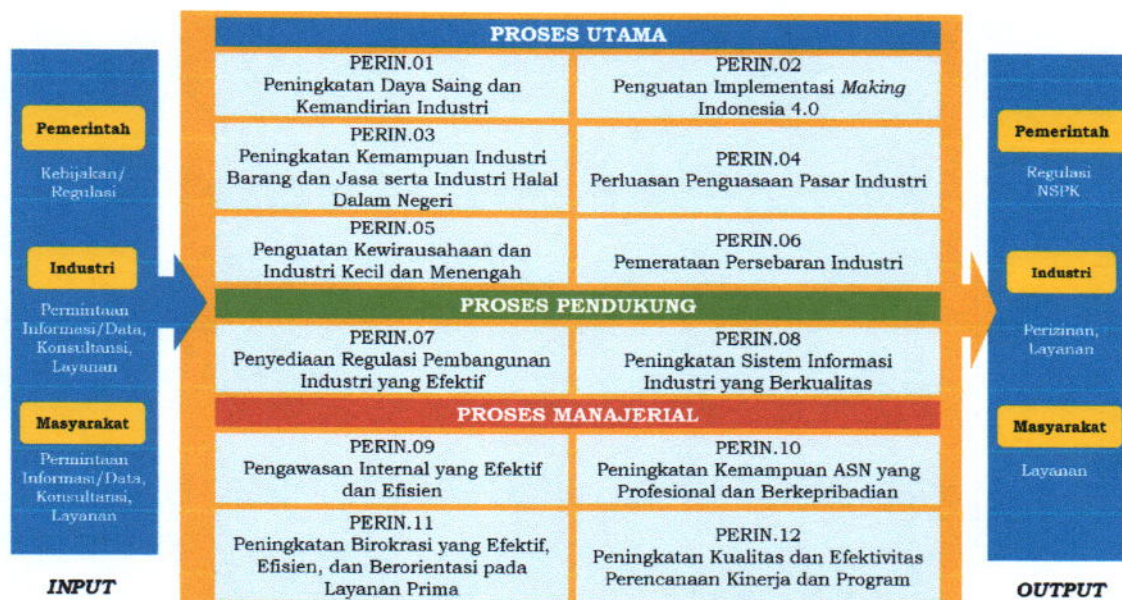 Pemerintah
Kebijakan/
Regulasi
Industri
Permintaan
Informasi/Data,
Konsultansi,
Layanan
Masyarakat
Permintaan
Informasi/Data,
Konsultansi,
Layanan
INPUT
PROSES UTAMA
PERIN.01
Peningkatan Daya Saing dan
Kemandirian Industri
PERIN.02
Penguatan Implementasi Making
Indonesia 4.0
PERIN.03
Peningkatan Kemampuan Industri
Barang dan Jasa serta Industri Halal
Dalam Negeri
PERIN.04
Perluasan Penguasaan Pasar Industri
PERIN.05
Penguatan Kewirausahaan dan
Industri Kecil dan Menengah
PERIN.06
Pemerataan Persebaran Industri
PROSES PENDUKUNG
PERIN.07
Penyediaan Regulasi Pembangunan
Industri yang Efektif
PERIN.08
Peningkatan Sistem Informasi
Industri yang Berkualitas
PROSES MANAJERIAL
PERIN.09
Pengawasan Internal yang Efektif
dan Efisien
PERIN.10
Peningkatan Kemampuan ASN yang
Profesional dan Berkepribadian
PERIN.11
Peningkatan Birokrasi yang Efektif,
Efisien, dan Berorientasi pada
Layanan Prima
PERIN.12
Peningkatan Kualitas dan Efektivitas
Perencanaan Kinerja dan Program
Pemerintah
Regulasi
NSPK
Industri
Perizinan,
Layanan
Masyarakat
Layanan
OUTPUT